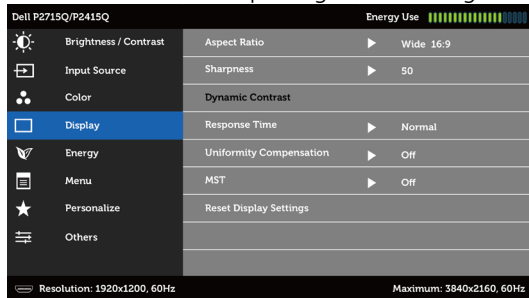 Dell P2715Q/P2415Q Energy Use
Brightness / Contrast Aspect Ratio Wide 16:9
Input Source Sharpness 50
Color Dynamic Contrast
Display Response Time Normal
Energy Uniformity Compensation Off
Menu MST Off
Personalize Reset Display Settings
Others
Resolution: 1920x1200, 60Hz Maximum: 3840x2160, 60Hz